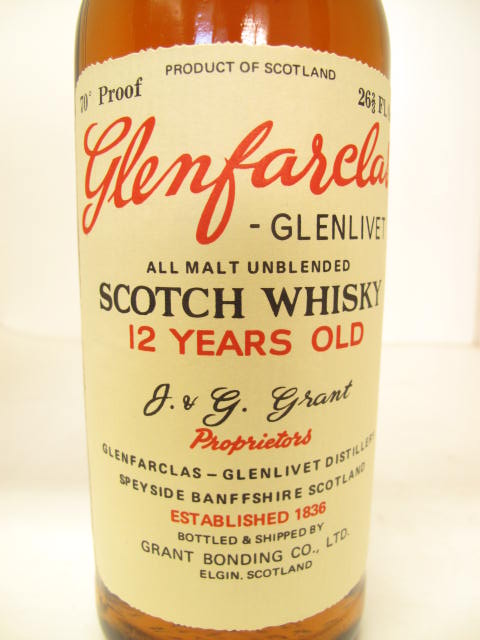 PRODUCT OF SCOTLAND
70° Proof
26⅔ FL
Glenfarclas
- GLENLIVET
ALL MALT UNBLENDED
SCOTCH WHISKY
12 YEARS OLD
J. & G. Grant
Proprietors
GLENFARCLAS – GLENLIVET DISTILLERY
SPEYSIDE BANFFSHIRE SCOTLAND
ESTABLISHED 1836
BOTTLED & SHIPPED BY
GRANT BONDING CO., LTD.
ELGIN. SCOTLAND